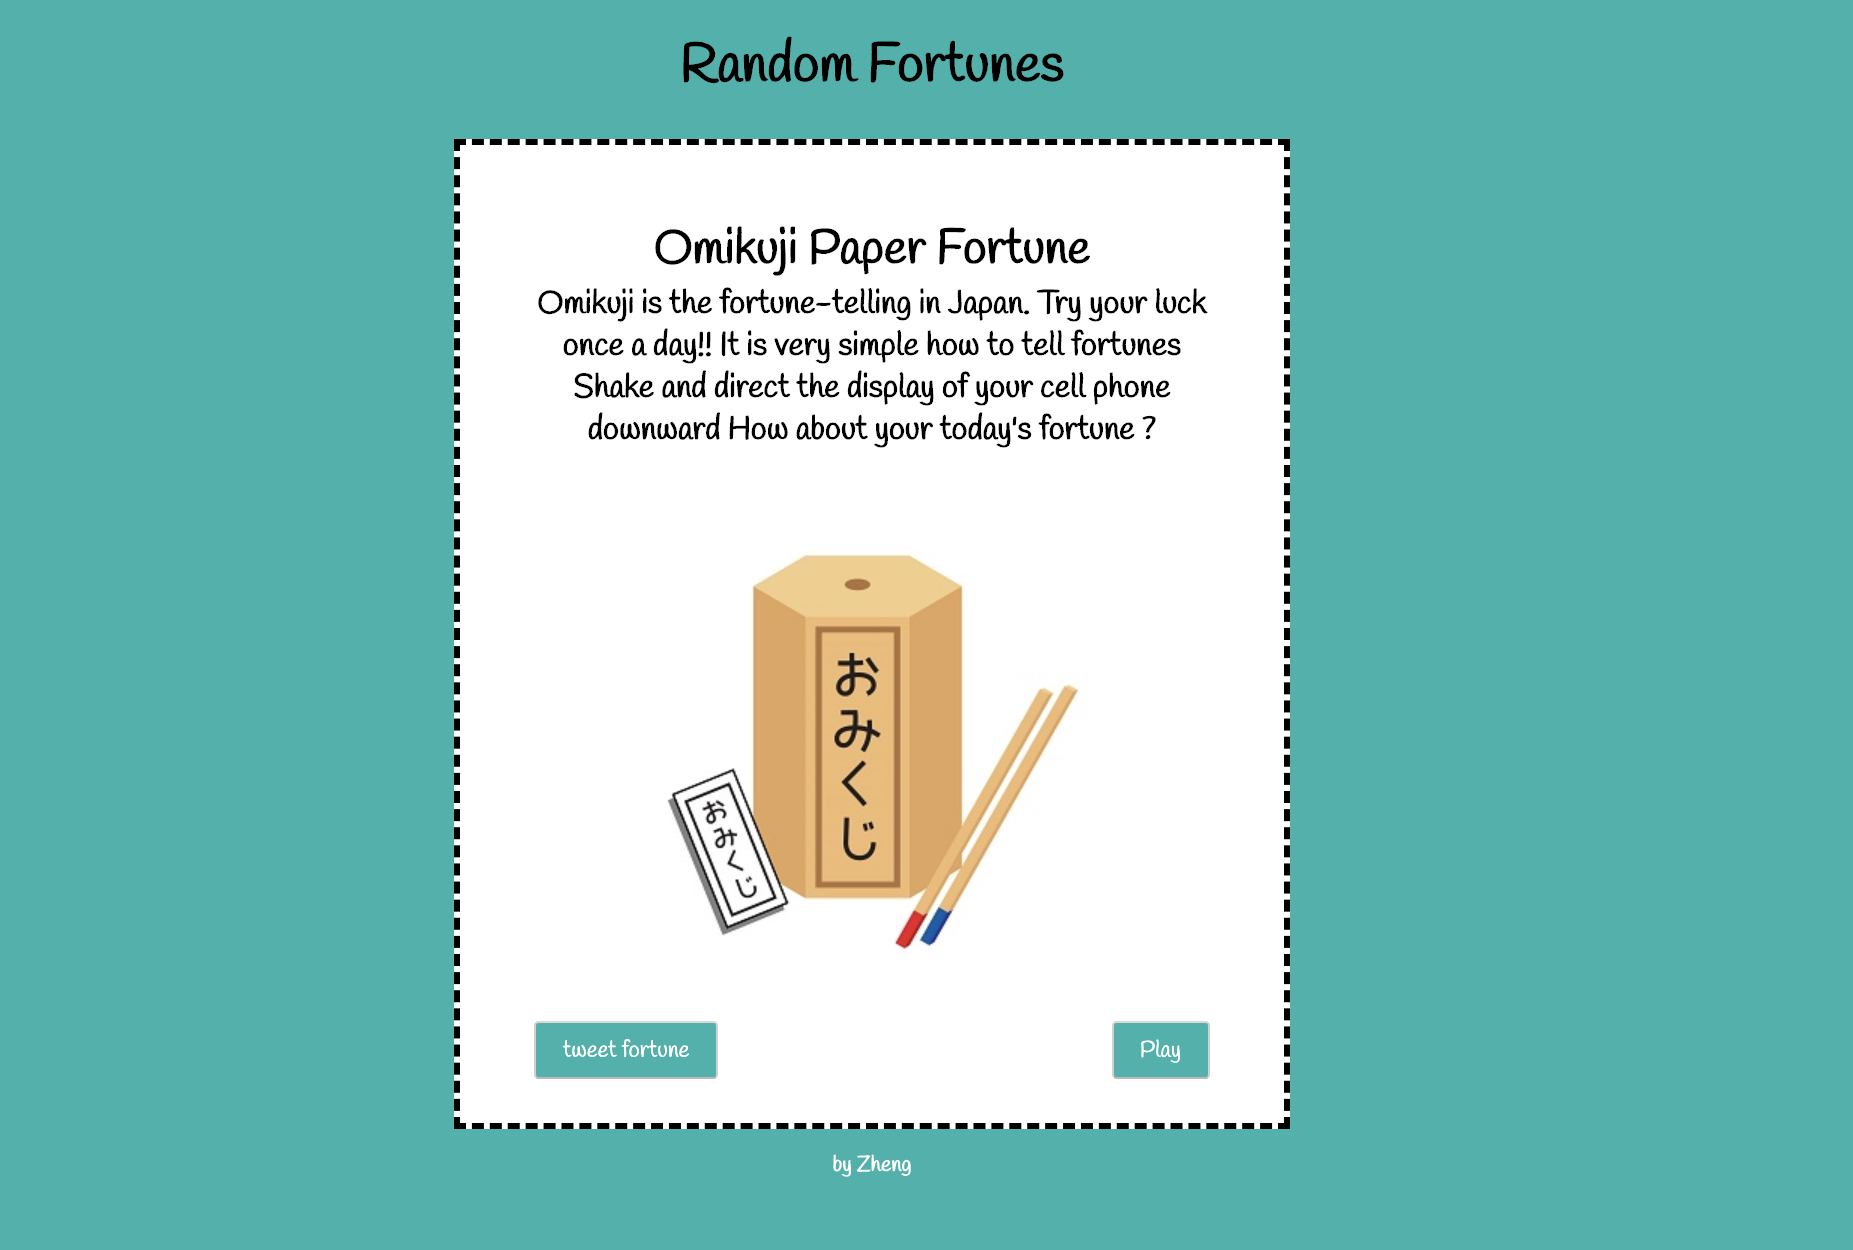 Random Fortunes
Omikuji Paper Fortune
Omikuji is the fortune-telling in Japan. Try your luck
once a day!! It is very simple how to tell fortunes
Shake and direct the display of your cell phone
downward How about your today's fortune ?
おみくじ
おみくじ
tweet fortune
Play
by Zheng